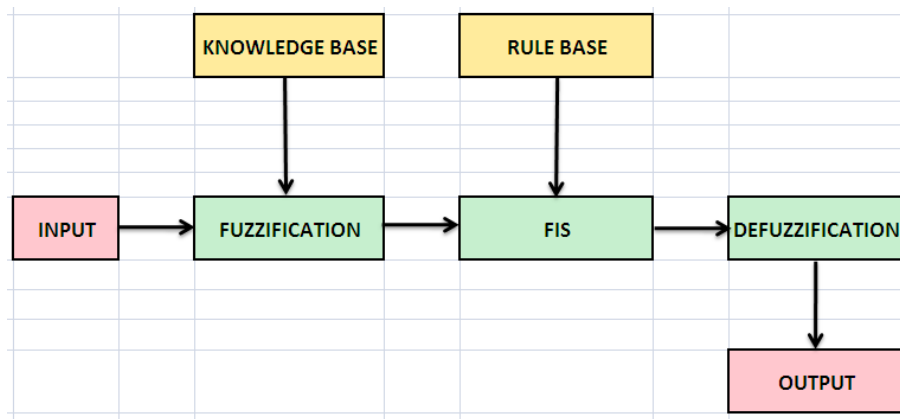 KNOWLEDGE BASE
RULE BASE
INPUT
FUZZIFICATION
FIS
DEFUZZIFICATION
OUTPUT